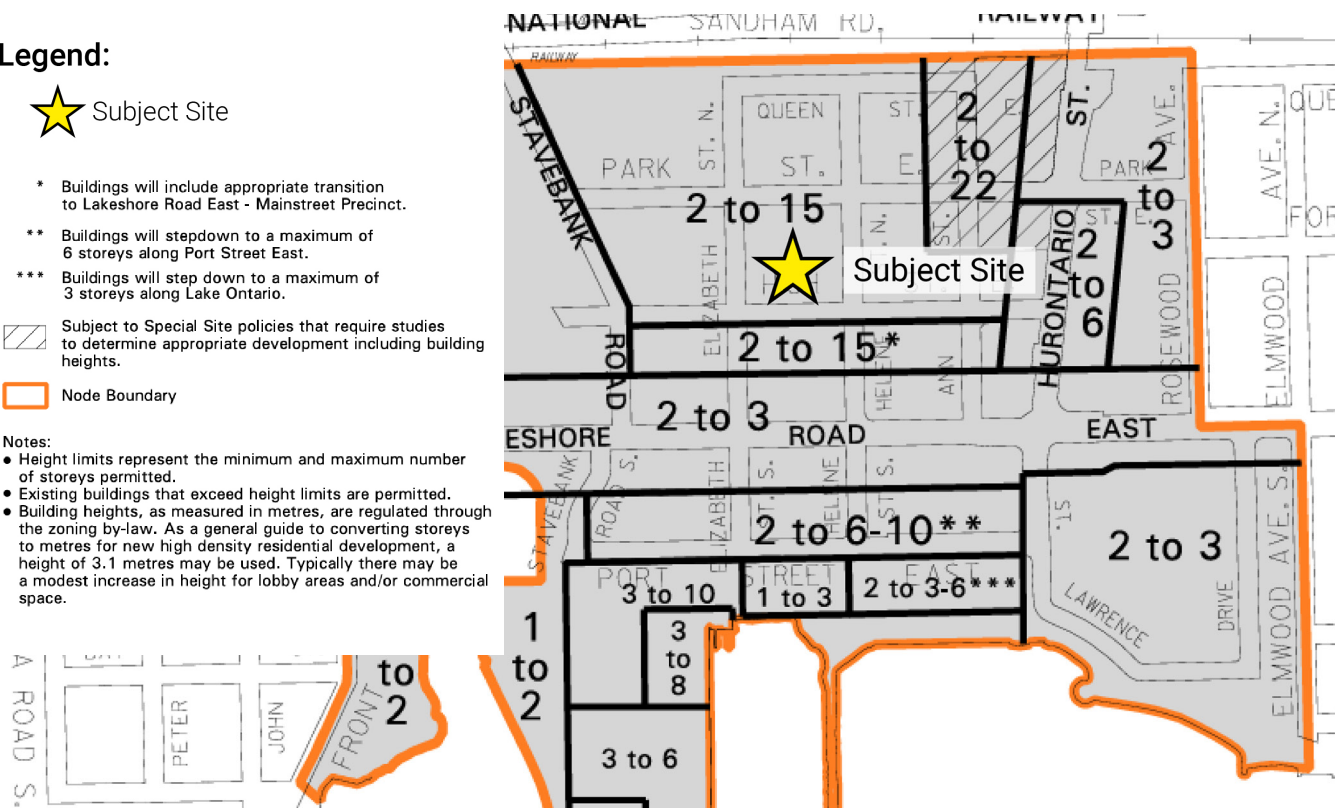 Legend:
Subject Site
* Buildings will include appropriate transition
to Lakeshore Road East - Mainstreet Precinct.
** Buildings will stepdown to a maximum of
6 storeys along Port Street East.
*** Buildings will step down to a maximum of
3 storeys along Lake Ontario.
Subject to Special Site policies that require studies
to determine appropriate development including building
heights.
Node Boundary
Notes:
● Height limits represent the minimum and maximum number
of storeys permitted.
● Existing buildings that exceed height limits are permitted.
● Building heights, as measured in metres, are regulated through
the zoning by-law. As a general guide to converting storeys
to metres for new high density residential development, a
height of 3.1 metres may be used. Typically there may be
a modest increase in height for lobby areas and/or commercial
space.
NATIONAL
SANDHAM RD.
RAILWAY
RAILWAY
STAVEBANK
ROAD
QUEEN ST. E.
ST. N.
PARK ST. E.
2 to 15
2
to
22
ST.
AVE.
PARK
ST. E.
2
to
3
AVE. N.
QUE
FOR
ELIZABETH
N.
ST.
Subject Site
HURONTARIO
2
to
6
ROSEWOOD
ELMWOOD
2 to 15*
HELENE
ANN
2 to 3
ESHORE ROAD EAST
STAVEBANK
ROAD S.
ELIZABETH
ST. S.
HELENE
ST. S.
2 to 6-10**
ST.
2 to 3
LAWRENCE
DRIVE
ELMWOOD AVE. S.
PORT STREET EAST
3 to 10
1 to 3
2 to 3-6***
1
to
2
3
to
8
3 to 6
to
2
FRONT
JOHN
PETER
A ROAD S.